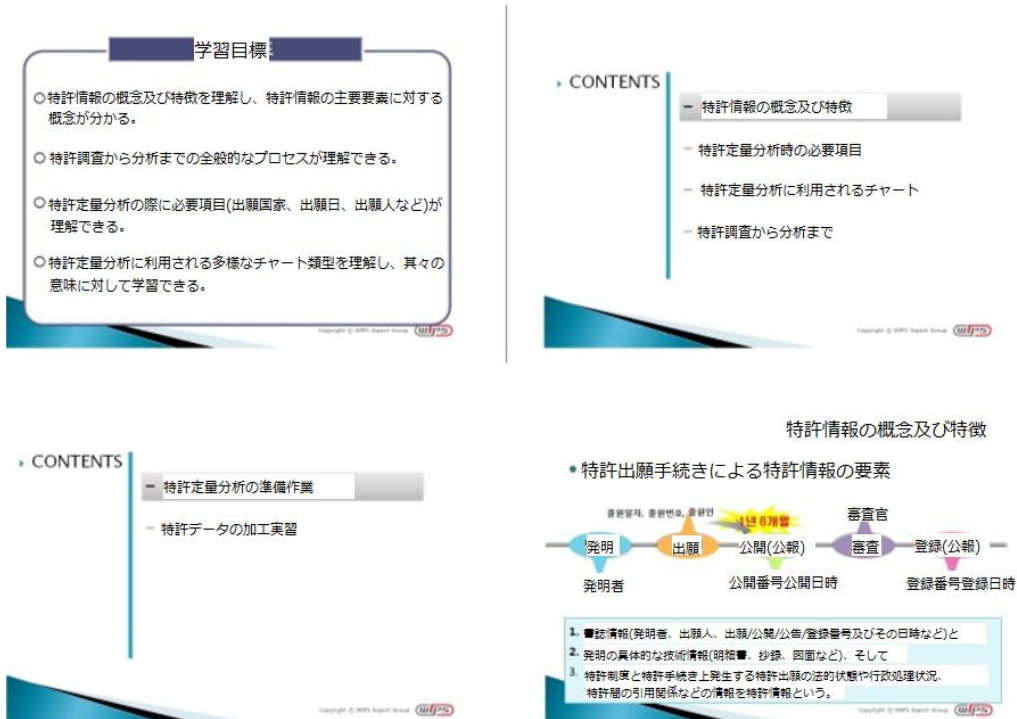 学習目標
特許情報の概念及び特徴を理解し、特許情報の主要要素に対する
概念が分かる。
特許調査から分析までの全般的なプロセスが理解できる。
特許定量分析の際に必要項目(出願国家、出願日、出願人など)が
理解できる。
特許定量分析に利用される多様なチャート類型を理解し、其々の
意味に対して学習できる。
Copyright © WIPS Expert Group wips
CONTENTS
- 特許情報の概念及び特徴
- 特許定量分析時の必要項目
- 特許定量分析に利用されるチャート
- 特許調査から分析まで
Copyright © WIPS Expert Group wips
CONTENTS
- 特許定量分析の準備作業
- 特許データの加工実習
Copyright © WIPS Expert Group wips
特許情報の概念及び特徴
• 特許出願手続きによる特許情報の要素
출원일자, 출원번호, 출원인
1년 6개월
審査官
発明 出願 公開(公報) 審査 登録(公報)
発明者 公開番号公開日時 登録番号登録日時
1. 書誌情報(発明者、出願人、出願/公開/公告/登録番号及びその日時など)と
2. 発明の具体的な技術情報(明細書、抄録、図面など)、そして
3. 特許制度と特許手続き上発生する特許出願の法的状態や行政処理状況、
特許間の引用関係などの情報を特許情報という。
Copyright © WIPS Expert Group wips